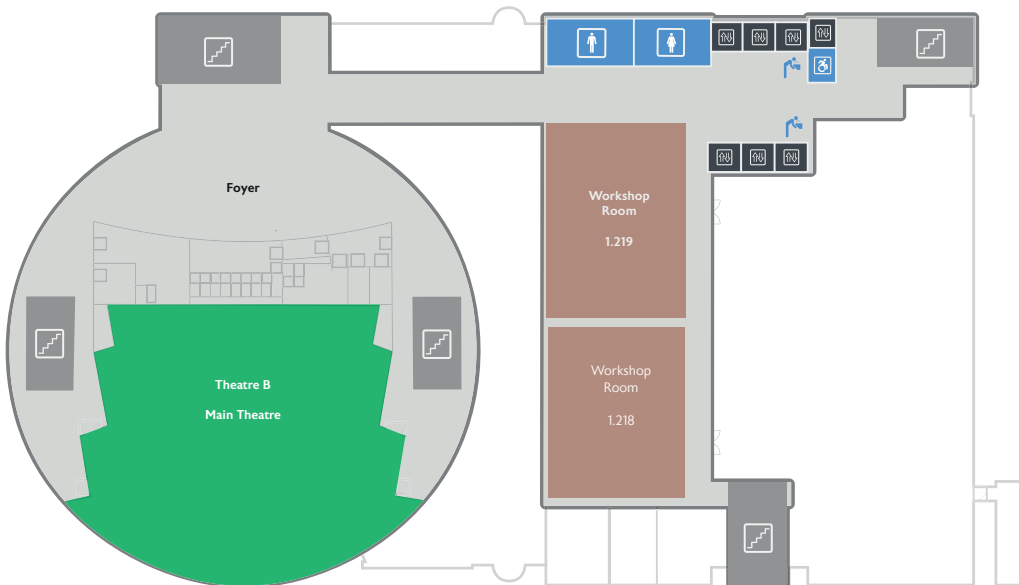 Foyer
Workshop
Room
1.219
Workshop
Room
1.218
Theatre B
Main Theatre